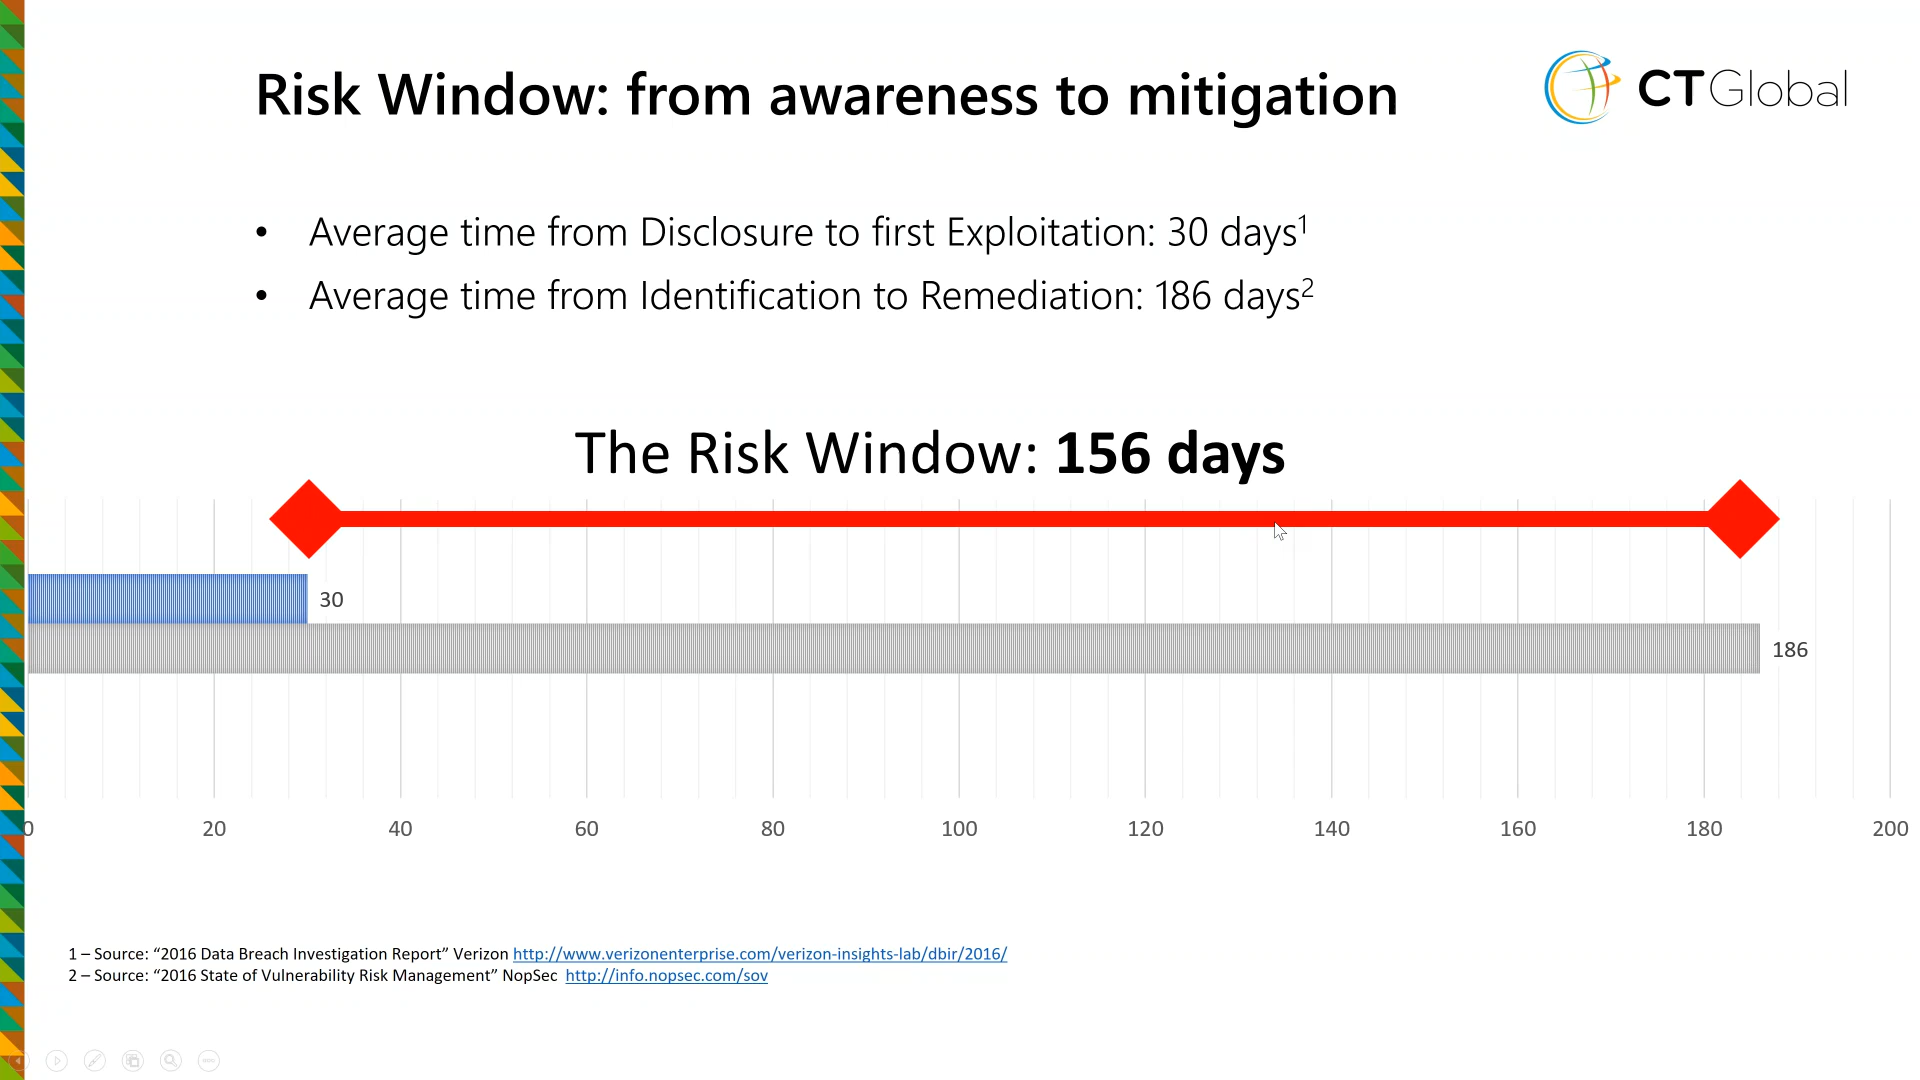 Risk Window: from awareness to mitigation
CTGlobal
• Average time from Disclosure to first Exploitation: 30 days¹
• Average time from Identification to Remediation: 186 days²
The Risk Window: 156 days
30
186
0 20 40 60 80 100 120 140 160 180 200
1 – Source: “2016 Data Breach Investigation Report” Verizon http://www.verizonenterprise.com/verizon-insights-lab/dbir/2016/
2 – Source: “2016 State of Vulnerability Risk Management” NopSec http://info.nopsec.com/sov